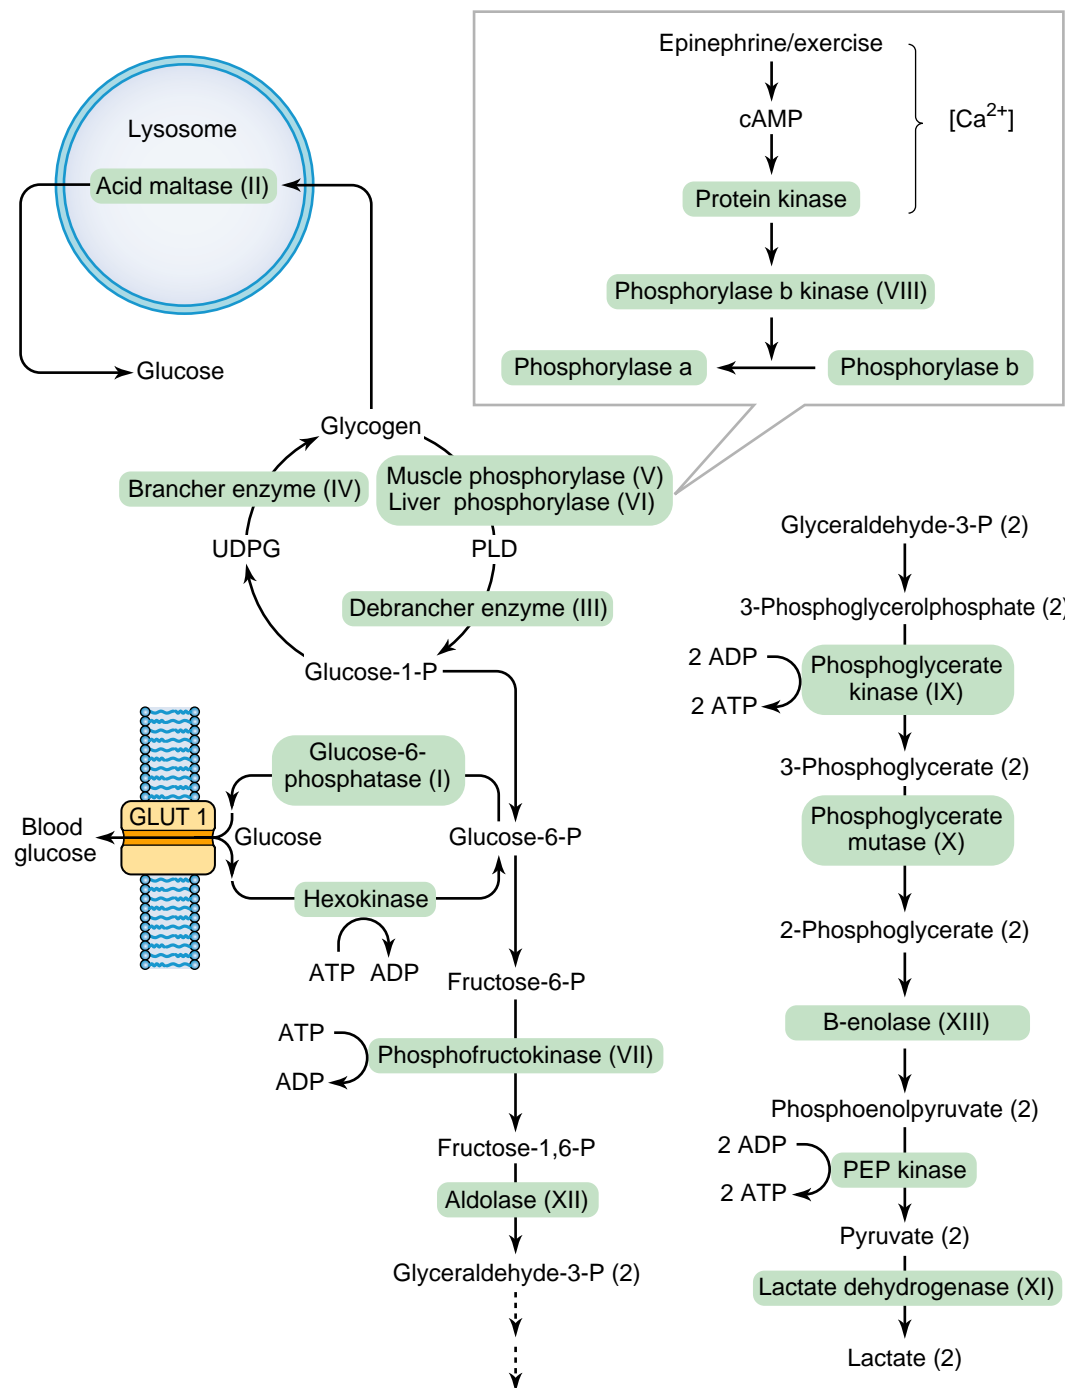 Epinephrine/exercise
cAMP
[Ca2+]
Protein kinase
Phosphorylase b kinase (VIII)
Phosphorylase a
Phosphorylase b
Lysosome
Acid maltase (II)
Glucose
Glycogen
Brancher enzyme (IV)
Muscle phosphorylase (V)
Liver phosphorylase (VI)
UDPG
PLD
Debrancher enzyme (III)
Glucose-1-P
Glucose-6-
phosphatase (I)
GLUT 1
Blood
glucose
Glucose
Glucose-6-P
Hexokinase
ATP
ADP
Fructose-6-P
ATP
Phosphofructokinase (VII)
ADP
Fructose-1,6-P
Aldolase (XII)
Glyceraldehyde-3-P (2)
Glyceraldehyde-3-P (2)
3-Phosphoglycerolphosphate (2)
2 ADP
Phosphoglycerate
kinase (IX)
2 ATP
3-Phosphoglycerate (2)
Phosphoglycerate
mutase (X)
2-Phosphoglycerate (2)
B-enolase (XIII)
Phosphoenolpyruvate (2)
2 ADP
PEP kinase
2 ATP
Pyruvate (2)
Lactate dehydrogenase (XI)
Lactate (2)